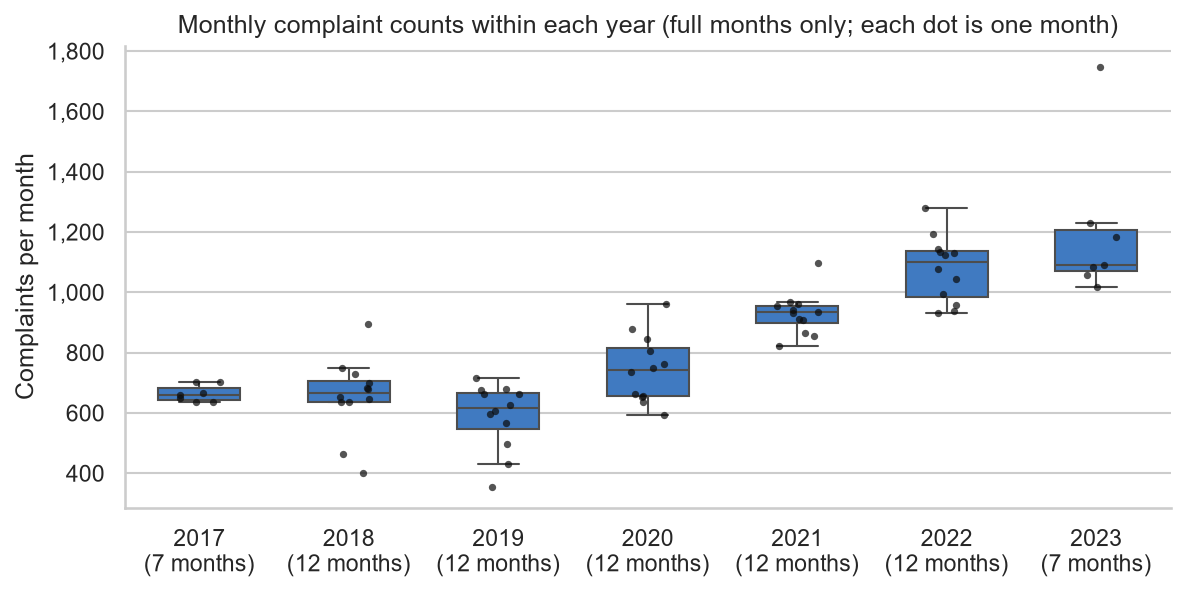 Monthly complaint counts within each year (full months only; each dot is one month)
Complaints per month
1,800
1,600
1,400
1,200
1,000
800
600
400
2017
(7 months)
2018
(12 months)
2019
(12 months)
2020
(12 months)
2021
(12 months)
2022
(12 months)
2023
(7 months)